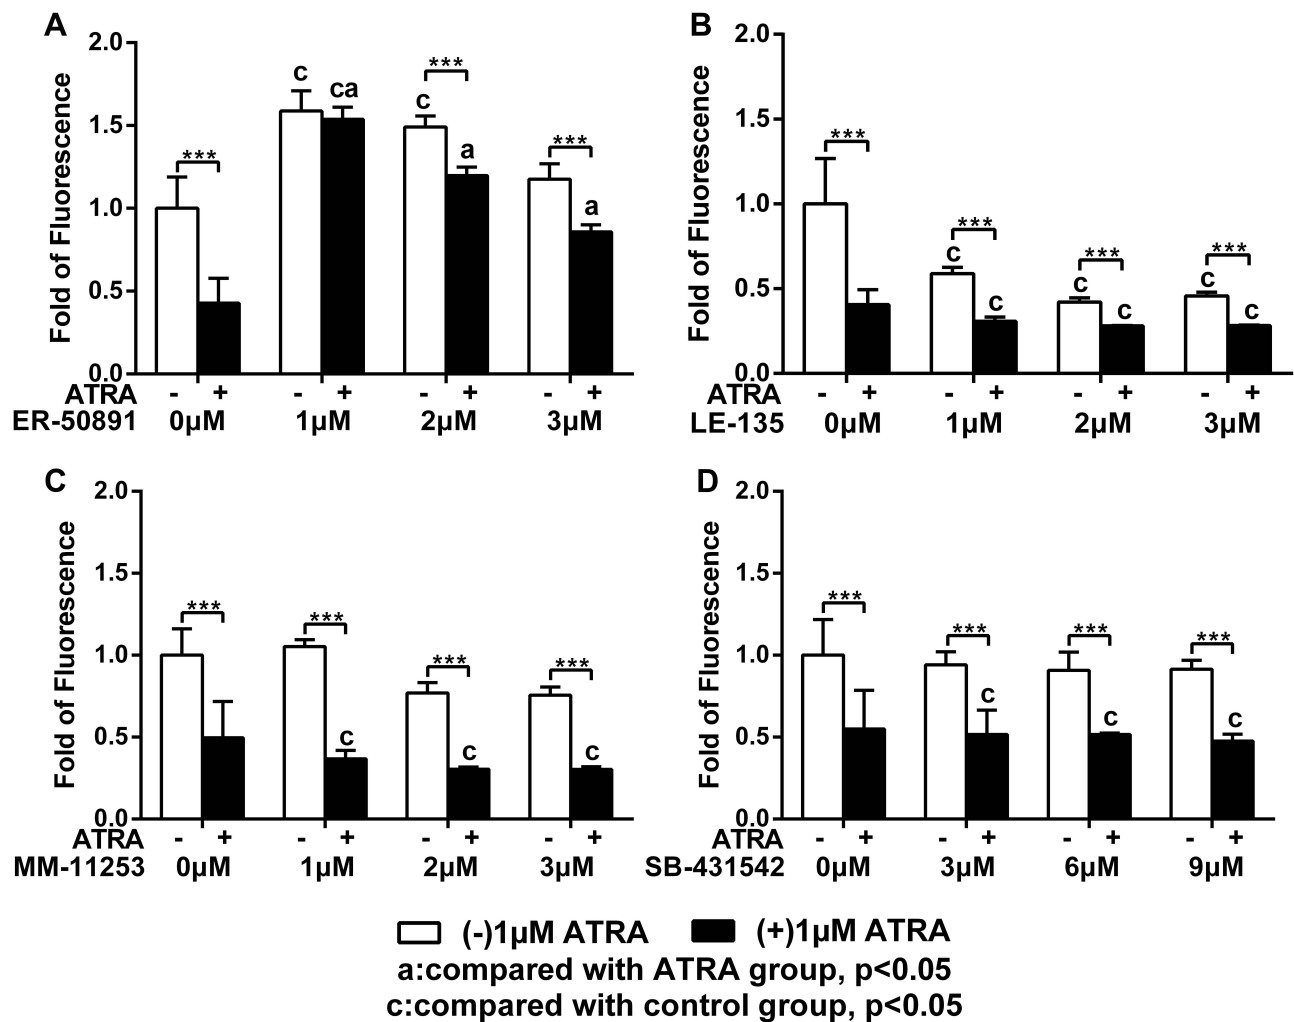 A
Fold of Fluorescence
2.0
1.5
1.0
0.5
0.0
***
c
ca
***
c
a
***
a
ATRA - + - + - + - +
ER-50891 0µM 1µM 2µM 3µM
B
Fold of Fluorescence
2.0
1.5
1.0
0.5
0.0
***
***
c
c
***
c
c
***
c
c
ATRA - + - + - + - +
LE-135 0µM 1µM 2µM 3µM
C
Fold of Fluorescence
2.0
1.5
1.0
0.5
0.0
***
***
c
***
c
***
c
ATRA - + - + - + - +
MM-11253 0µM 1µM 2µM 3µM
D
Fold of Fluorescence
2.0
1.5
1.0
0.5
0.0
***
***
c
***
c
***
c
ATRA - + - + - + - +
SB-431542 0µM 3µM 6µM 9µM
(-)1µM ATRA (+)1µM ATRA
a:compared with ATRA group, p<0.05
c:compared with control group, p<0.05